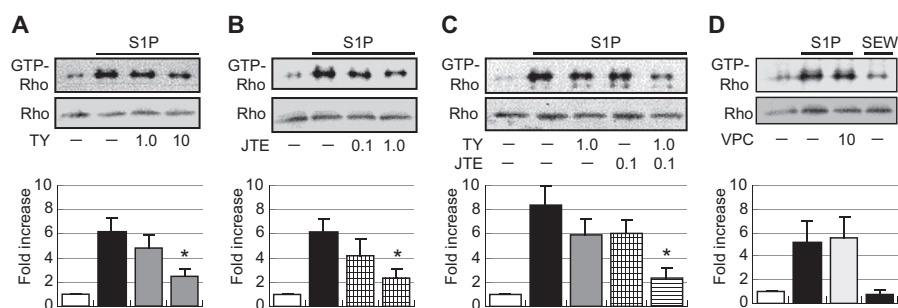 A
S1P
GTP-
Rho
Rho
TY – – 1.0 10
Fold increase
10
8
6
4
2
0
*
B
S1P
GTP-
Rho
Rho
JTE – – 0.1 1.0
Fold increase
10
8
6
4
2
0
*
C
S1P
GTP-
Rho
Rho
TY – – 1.0 – 1.0
JTE – – – 0.1 0.1
Fold increase
10
8
6
4
2
0
*
D
S1P SEW
GTP-
Rho
Rho
VPC – – 10 –
Fold increase
10
8
6
4
2
0